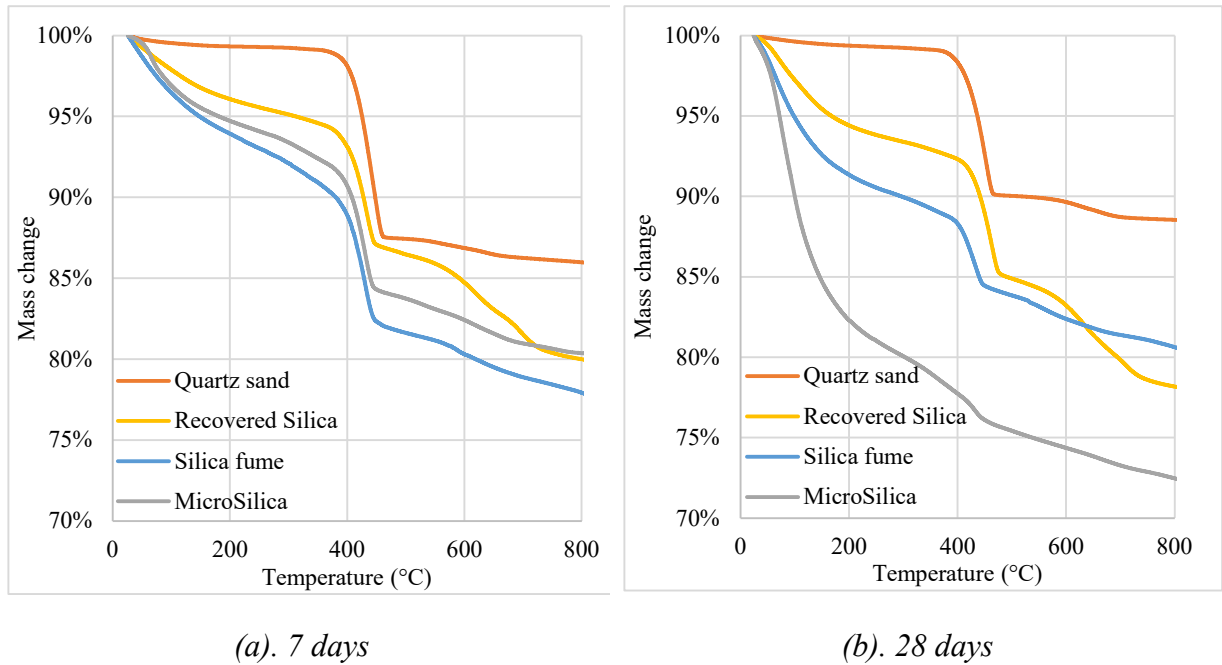 100%
95%
90%
85%
80%
75%
70%
Mass change
Quartz sand
Recovered Silica
Silica fume
MicroSilica
0 200 400 600 800
Temperature (°C)
(a). 7 days
100%
95%
90%
85%
80%
75%
70%
Mass change
Quartz sand
Recovered Silica
Silica fume
MicroSilica
0 200 400 600 800
Temperature (°C)
(b). 28 days